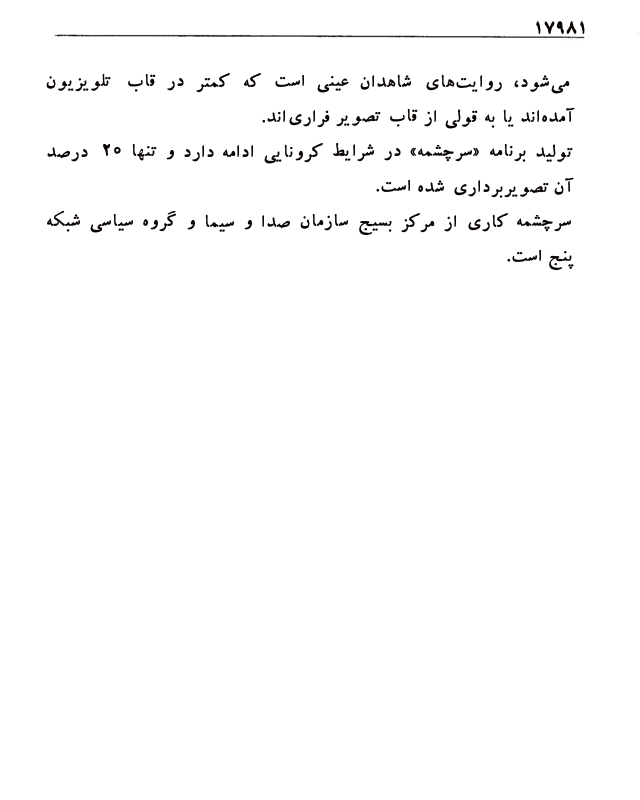 ۱۷۹۸۱
می‌شود، روایت‌های شاهدان عینی است که کمتر در قاب تلویزیون
آمده‌اند یا به قولی از قاب تصویر فراری‌اند.
تولید برنامه «سرچشمه» در شرایط کرونایی ادامه دارد و تنها ۲۵ درصد
آن تصویربرداری شده است.
سرچشمه کاری از مرکز بسیج سازمان صدا و سیما و گروه سیاسی شبکه
پنج است.